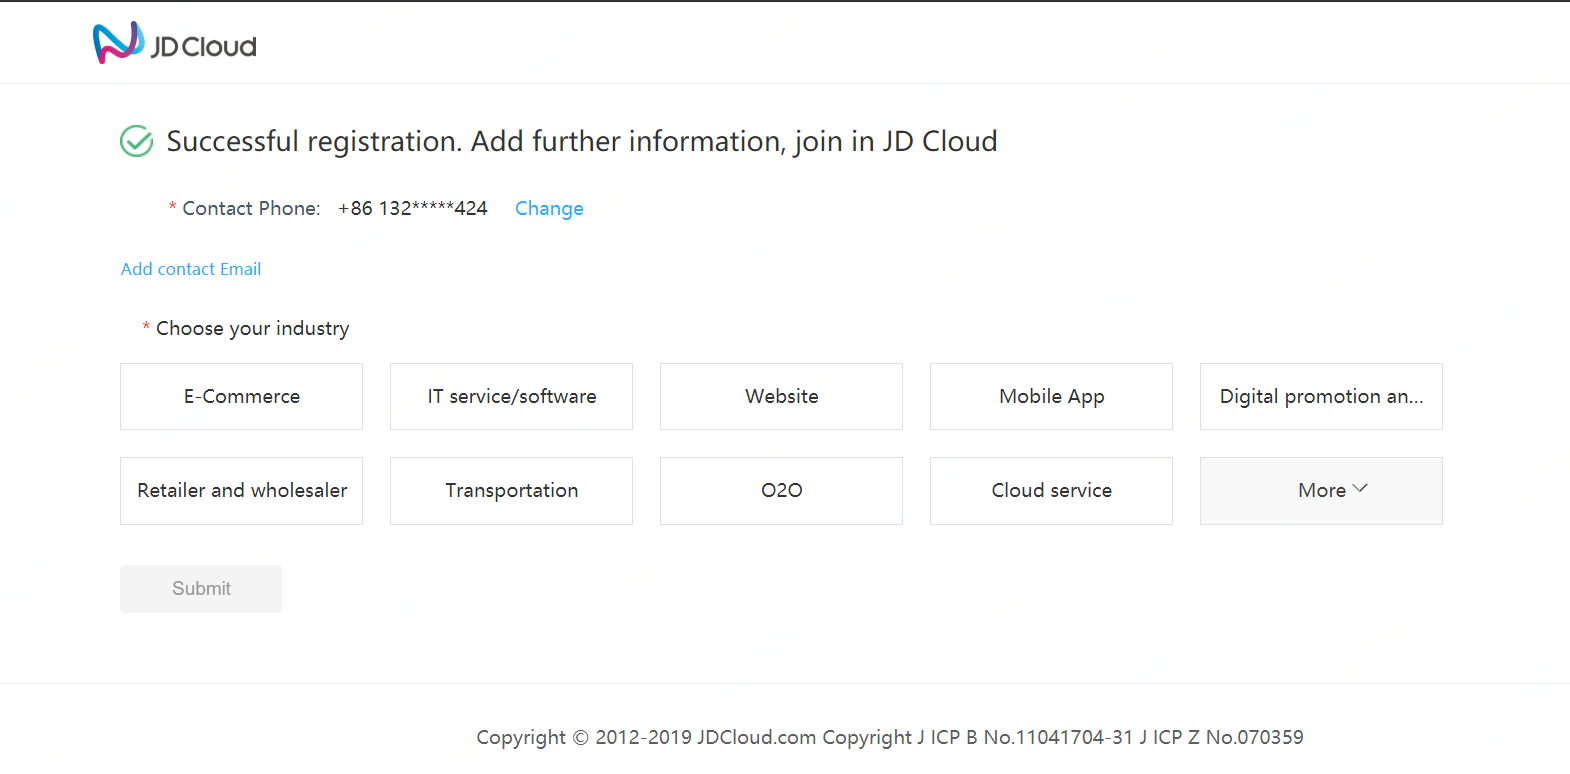 JD Cloud
Successful registration. Add further information, join in JD Cloud
* Contact Phone: +86 132*****424 Change
Add contact Email
* Choose your industry
E-Commerce IT service/software Website Mobile App Digital promotion an...
Retailer and wholesaler Transportation O2O Cloud service More
Submit
Copyright © 2012-2019 JDCloud.com Copyright J ICP B No.11041704-31 J ICP Z No.070359